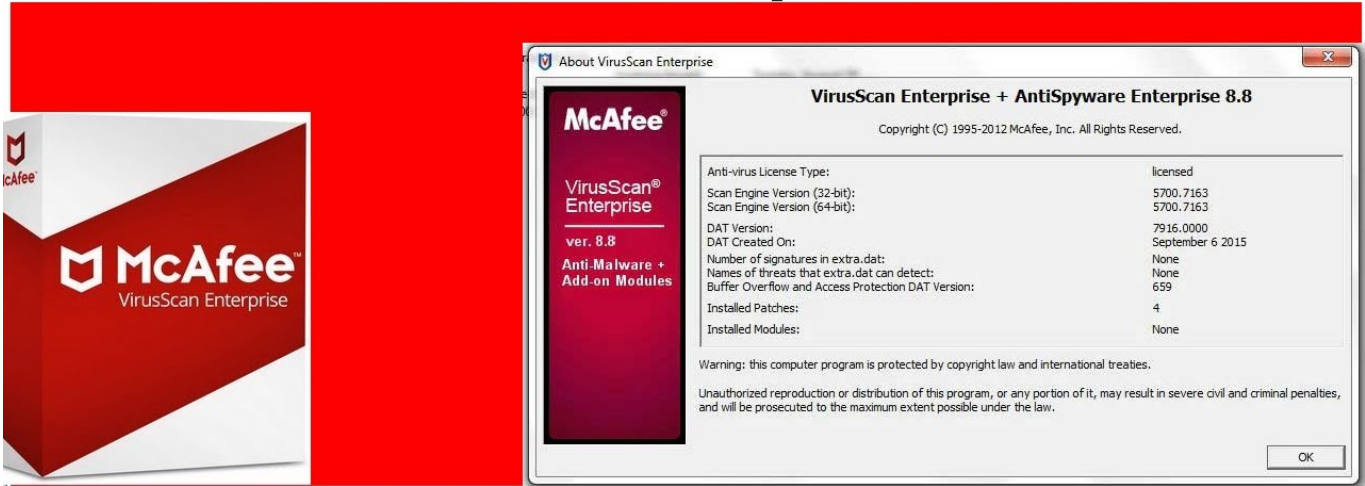 McAfee
McAfee™
VirusScan Enterprise
About VirusScan Enterprise
McAfee®
VirusScan®
Enterprise
ver. 8.8
Anti-Malware +
Add-on Modules
VirusScan Enterprise + AntiSpyware Enterprise 8.8
Copyright (C) 1995-2012 McAfee, Inc. All Rights Reserved.
Anti-virus License Type: licensed
Scan Engine Version (32-bit): 5700.7163
Scan Engine Version (64-bit): 5700.7163
DAT Version: 7916.0000
DAT Created On: September 6 2015
Number of signatures in extra.dat: None
Names of threats that extra.dat can detect: None
Buffer Overflow and Access Protection DAT Version: 659
Installed Patches: 4
Installed Modules: None
Warning: this computer program is protected by copyright law and international treaties.
Unauthorized reproduction or distribution of this program, or any portion of it, may result in severe civil and criminal penalties,
and will be prosecuted to the maximum extent possible under the law.
OK